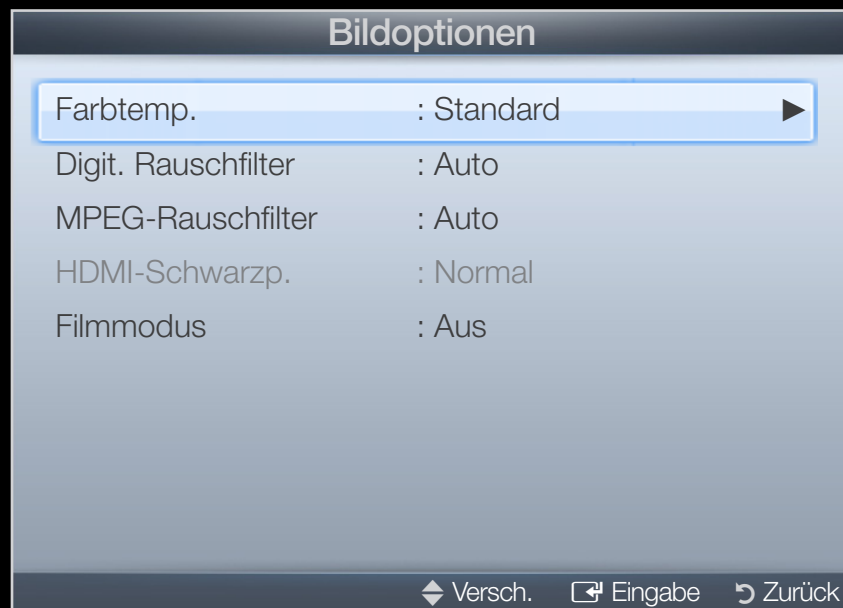 Bildoptionen
Farbtemp. : Standard ►
Digit. Rauschfilter : Auto
MPEG-Rauschfilter : Auto
HDMI-Schwarzp. : Normal
Filmmodus : Aus
Versch. Eingabe Zurück